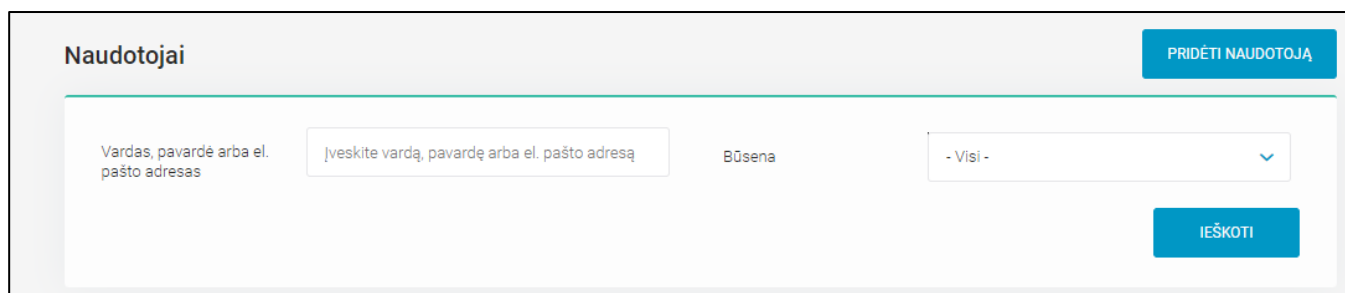 Naudotojai
PRIDĖTI NAUDOTOJĄ
Vardas, pavardė arba el.
pašto adresas
Įveskite vardą, pavardę arba el. pašto adresą
Būsena
- Visi -
IEŠKOTI